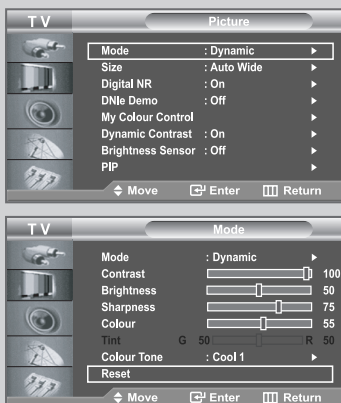 TV Picture
Mode : Dynamic
Size : Auto Wide
Digital NR : On
DNIe Demo : Off
My Colour Control
Dynamic Contrast : On
Brightness Sensor : Off
PIP
Move Enter Return
TV Mode
Mode : Dynamic
Contrast 100
Brightness 50
Sharpness 75
Colour 55
Tint G 50 R 50
Colour Tone : Cool 1
Reset
Move Enter Return